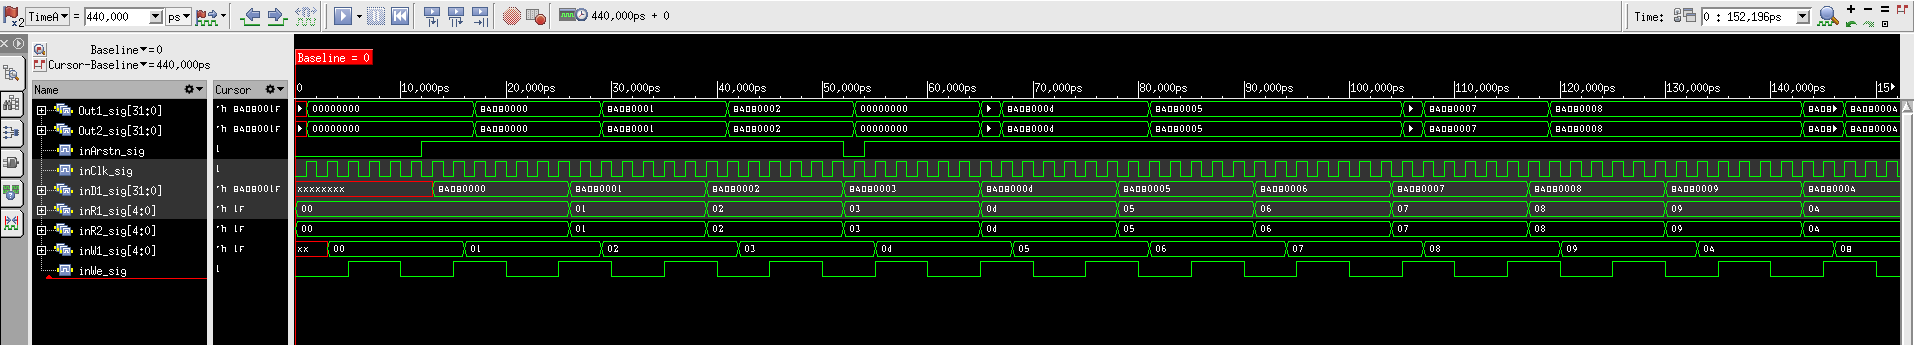 TimeA = 440,000 ps 440,000ps + 0 Time: 0 : 152,196ps
Baseline = 0
Cursor-Baseline = 440,000ps
Baseline = 0
Name Cursor 0 10,000ps 20,000ps 30,000ps 40,000ps 50,000ps 60,000ps 70,000ps 80,000ps 90,000ps 100,000ps 110,000ps 120,000ps 130,000ps 140,000ps 15
Out1_sig[31:0] 'h BA0B001F 00000000 BA0B0000 BA0B0001 BA0B0002 00000000 BA0B0004 BA0B0005 BA0B0007 BA0B0008 BA0B BA0B000A
Out2_sig[31:0] 'h BA0B001F 00000000 BA0B0000 BA0B0001 BA0B0002 00000000 BA0B0004 BA0B0005 BA0B0007 BA0B0008 BA0B BA0B000A
inArstn_sig 1
inClk_sig 1
inD1_sig[31:0] 'h BA0B001F xxxxxxxx BA0B0000 BA0B0001 BA0B0002 BA0B0003 BA0B0004 BA0B0005 BA0B0006 BA0B0007 BA0B0008 BA0B0009 BA0B000A
inR1_sig[4:0] 'h 1F 00 01 02 03 04 05 06 07 08 09 0A
inR2_sig[4:0] 'h 1F 00 01 02 03 04 05 06 07 08 09 0A
inW1_sig[4:0] 'h 1F xx 00 01 02 03 04 05 06 07 08 09 0A 0B
inWe_sig 1